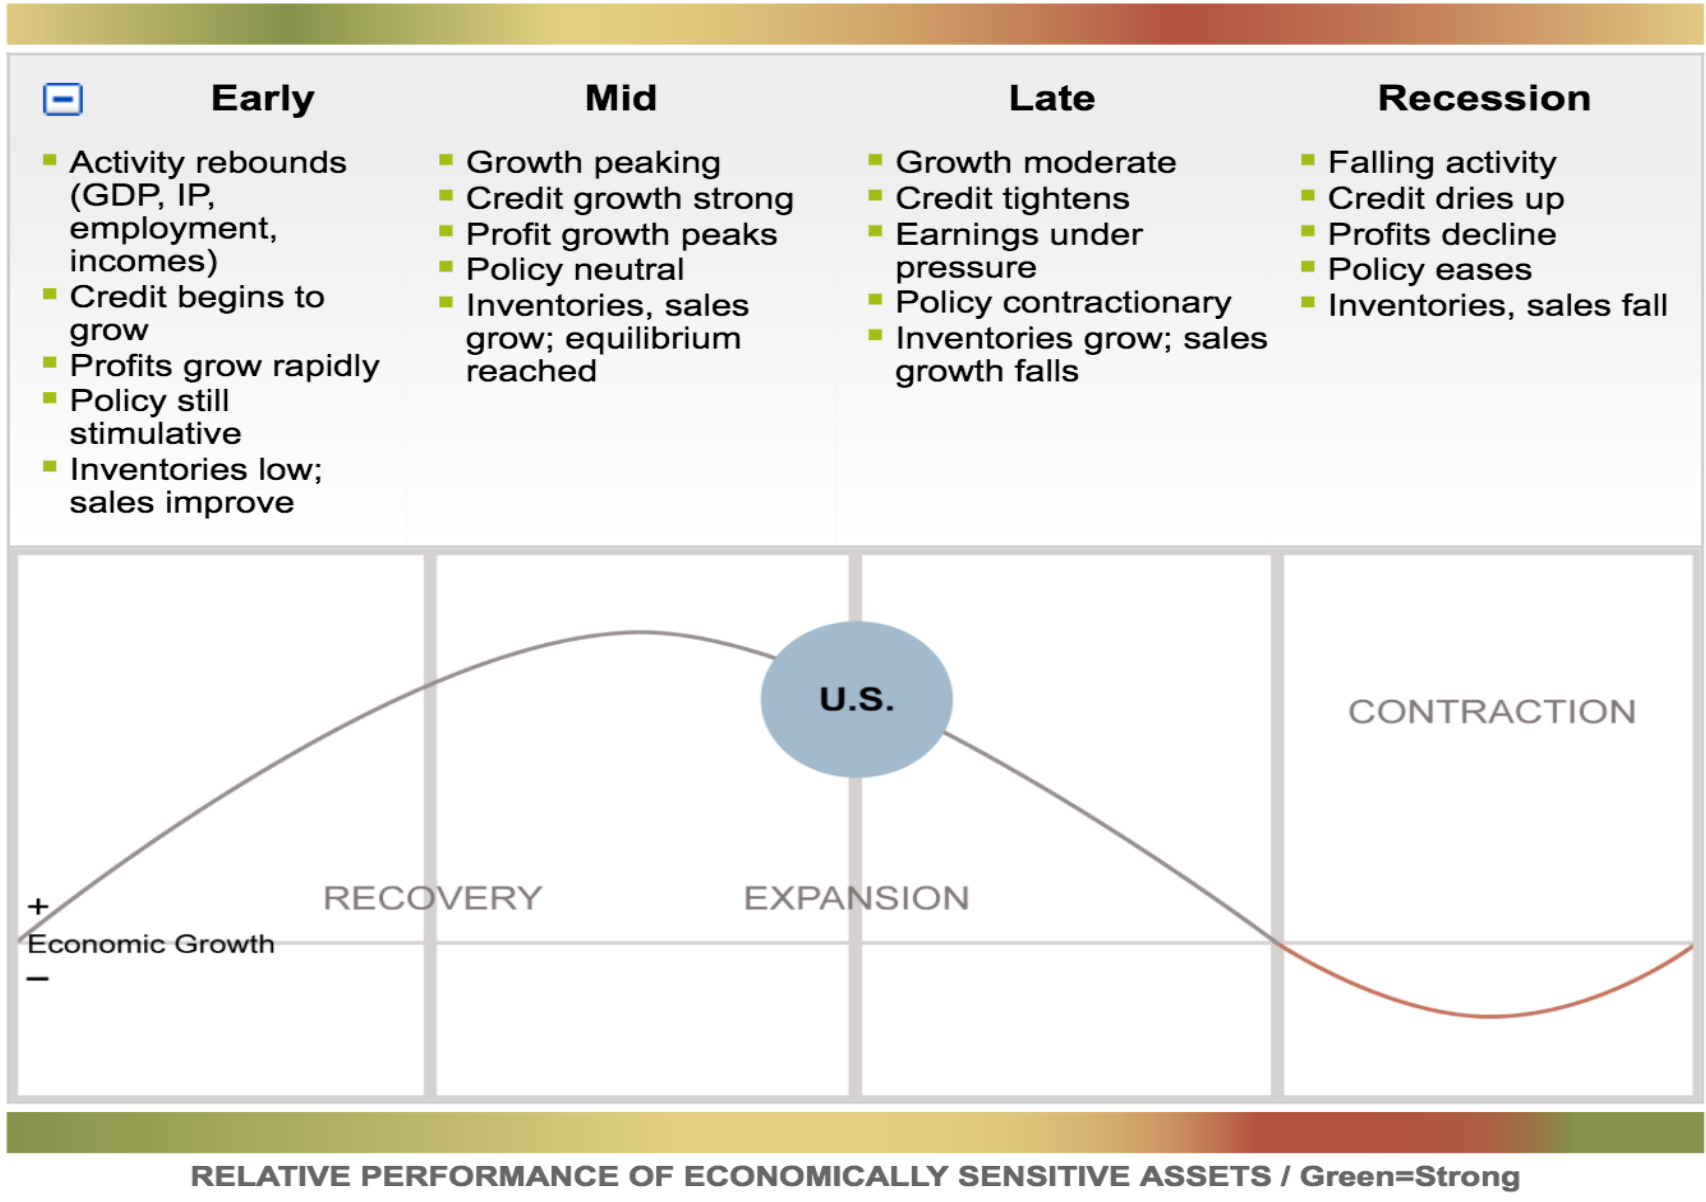 Early
Activity rebounds
(GDP, IP,
employment,
incomes)
Credit begins to
grow
Profits grow rapidly
Policy still
stimulative
Inventories low;
sales improve
Mid
Growth peaking
Credit growth strong
Profit growth peaks
Policy neutral
Inventories, sales
grow; equilibrium
reached
Late
Growth moderate
Credit tightens
Earnings under
pressure
Policy contractionary
Inventories grow; sales
growth falls
Recession
Falling activity
Credit dries up
Profits decline
Policy eases
Inventories, sales fall
U.S.
CONTRACTION
RECOVERY
EXPANSION
+
Economic Growth
–
RELATIVE PERFORMANCE OF ECONOMICALLY SENSITIVE ASSETS / Green=Strong